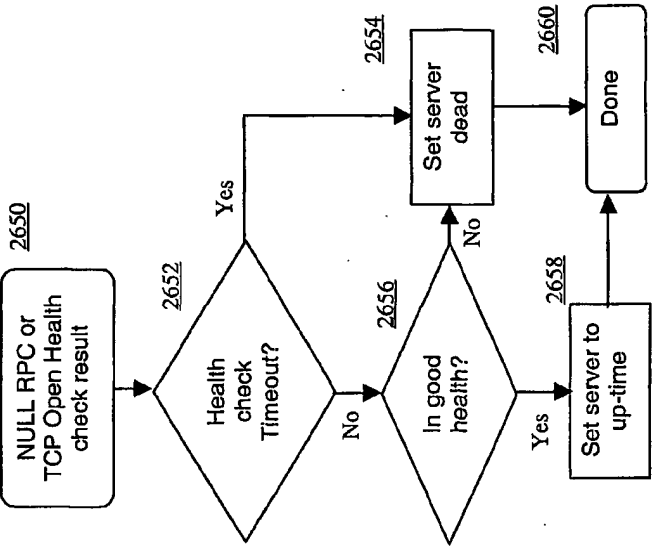 2650
NULL RPC or
TCP Open Health
check result
2652
Health
check
Timeout?
Yes
No
2654
Set server
dead
2656
In good
health?
No
Yes
2658
Set server to
up-time
2660
Done